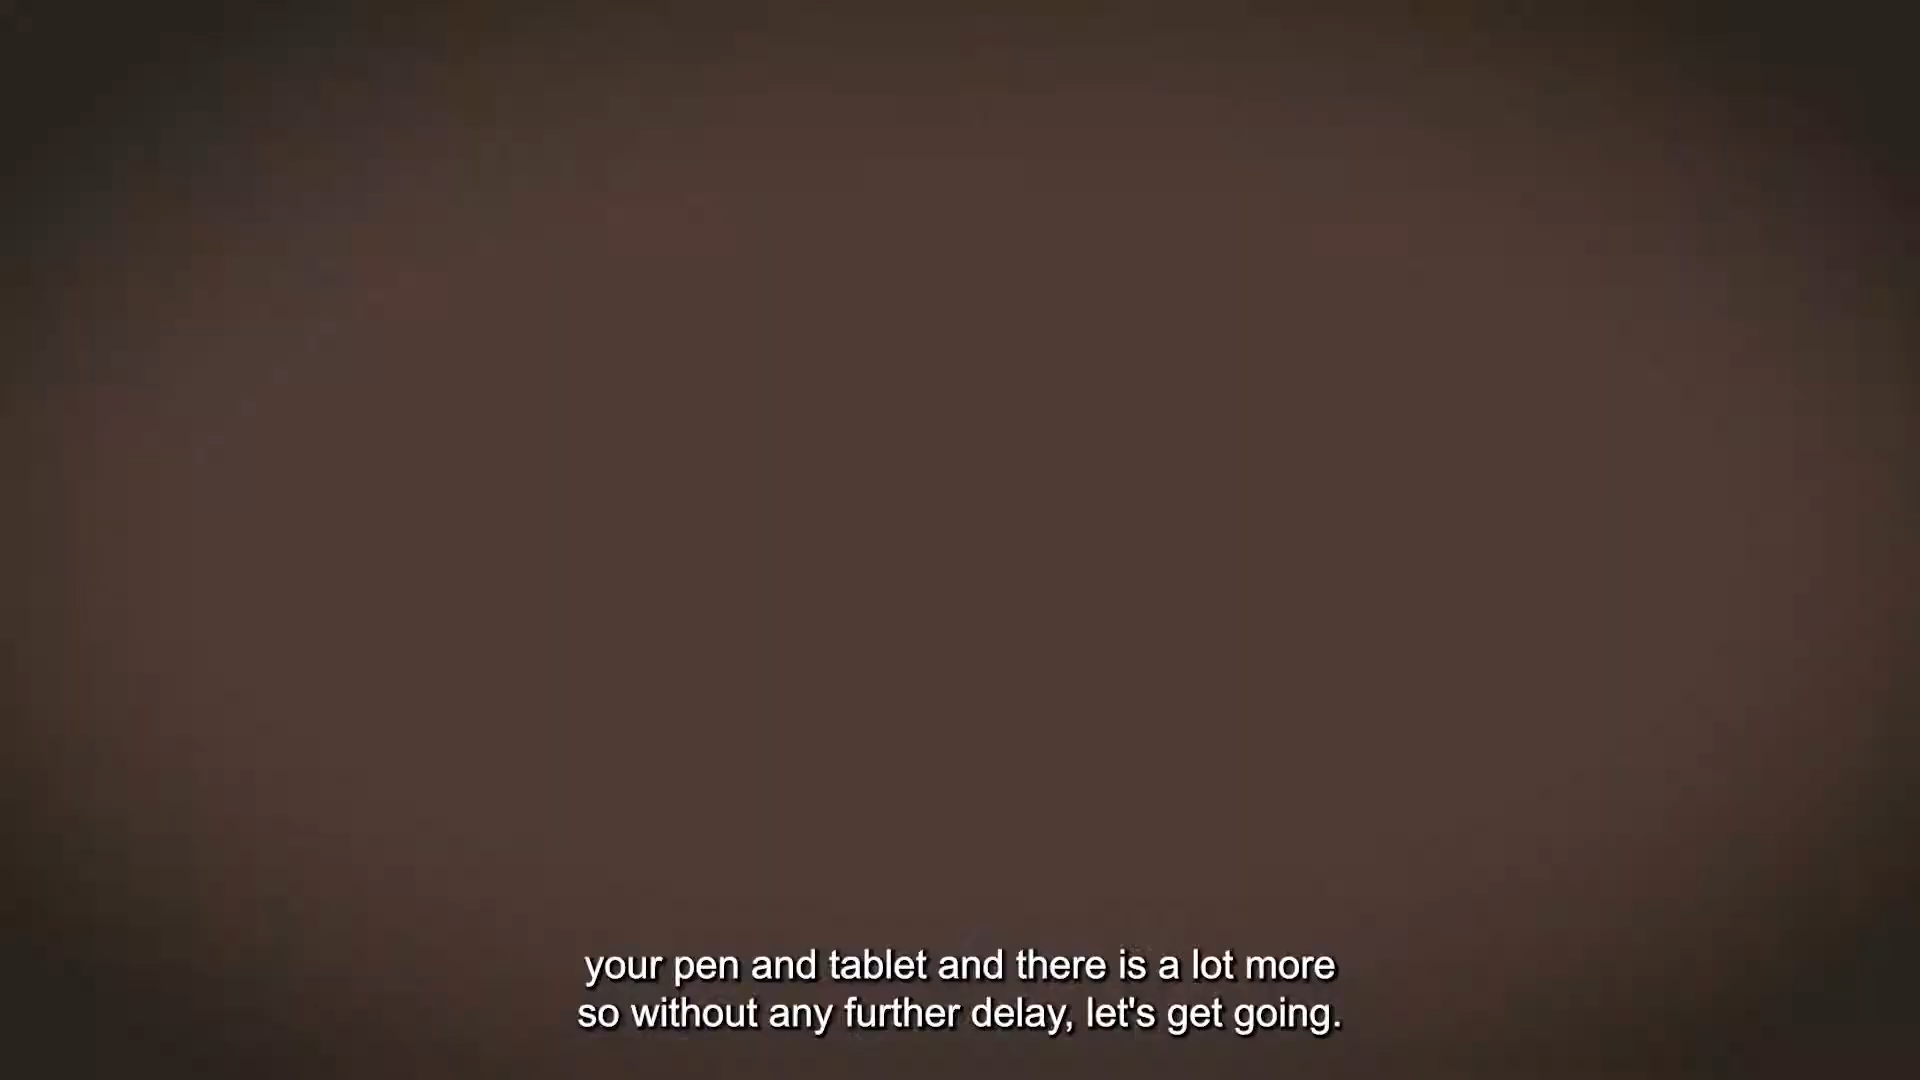 your pen and tablet and there is a lot more
so without any further delay, let's get going.